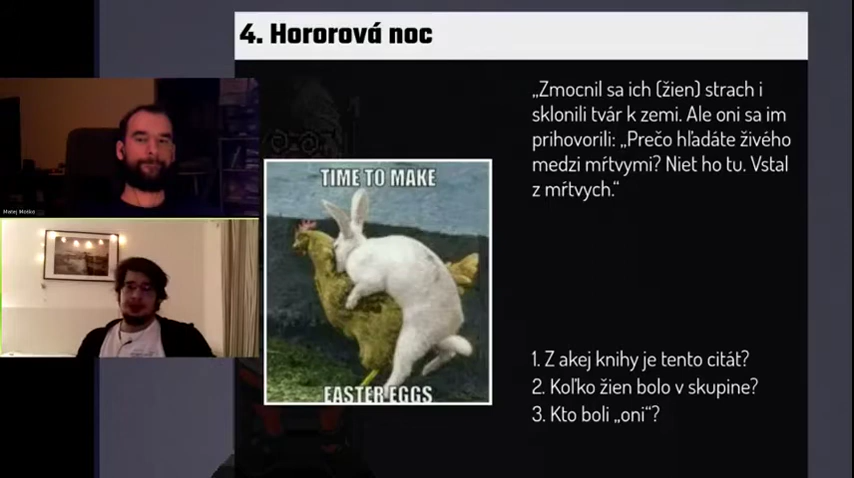 4. Hororová noc
„Zmocnil sa ich (žien) strach i
sklonili tvár k zemi. Ale oni sa im
prihovorili: „Prečo hľadáte živého
medzi mŕtvymi? Niet ho tu. Vstal
z mŕtvych.“
TIME TO MAKE
EASTER EGGS
1. Z akej knihy je tento citát?
2. Koľko žien bolo v skupine?
3. Kto boli „oni“?